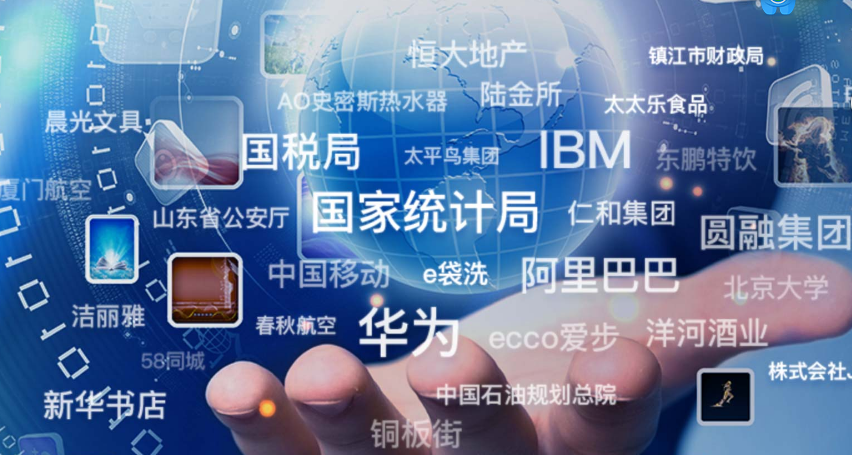 恒大地产
镇江市财政局
AO史密斯热水器
陆金所
太太乐食品
晨光文具
国税局
太平鸟集团
IBM
东鹏特饮
厦门航空
山东省公安厅
国家统计局
仁和集团
圆融集团
中国移动
e袋洗
阿里巴巴
北京大学
洁丽雅
春秋航空
华为
ecco爱步
洋河酒业
58同城
株式会社
新华书店
中国石油规划总院
铜板街